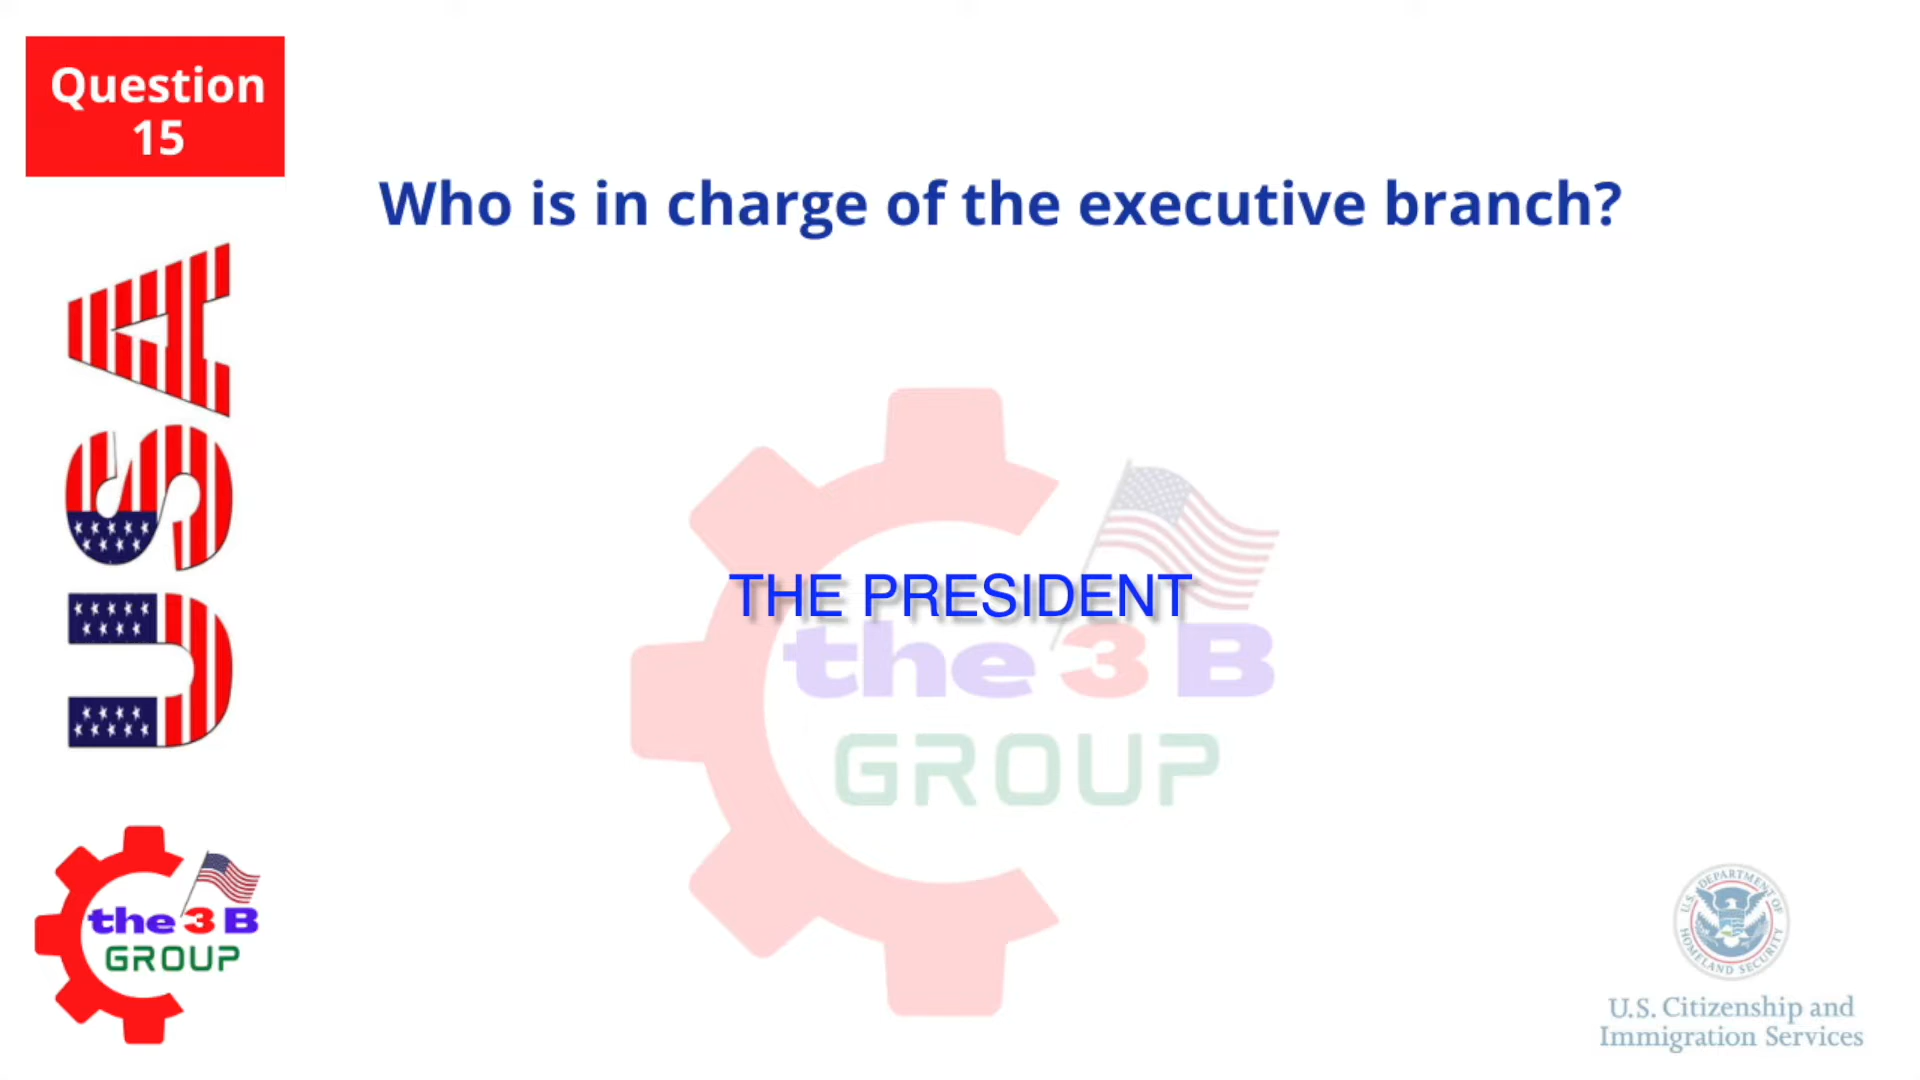 Question
15
Who is in charge of the executive branch?
USA
THE PRESIDENT
the 3 B
GROUP
the 3 B
GROUP
U.S. DEPARTMENT OF
HOMELAND SECURITY
U.S. Citizenship and
Immigration Services